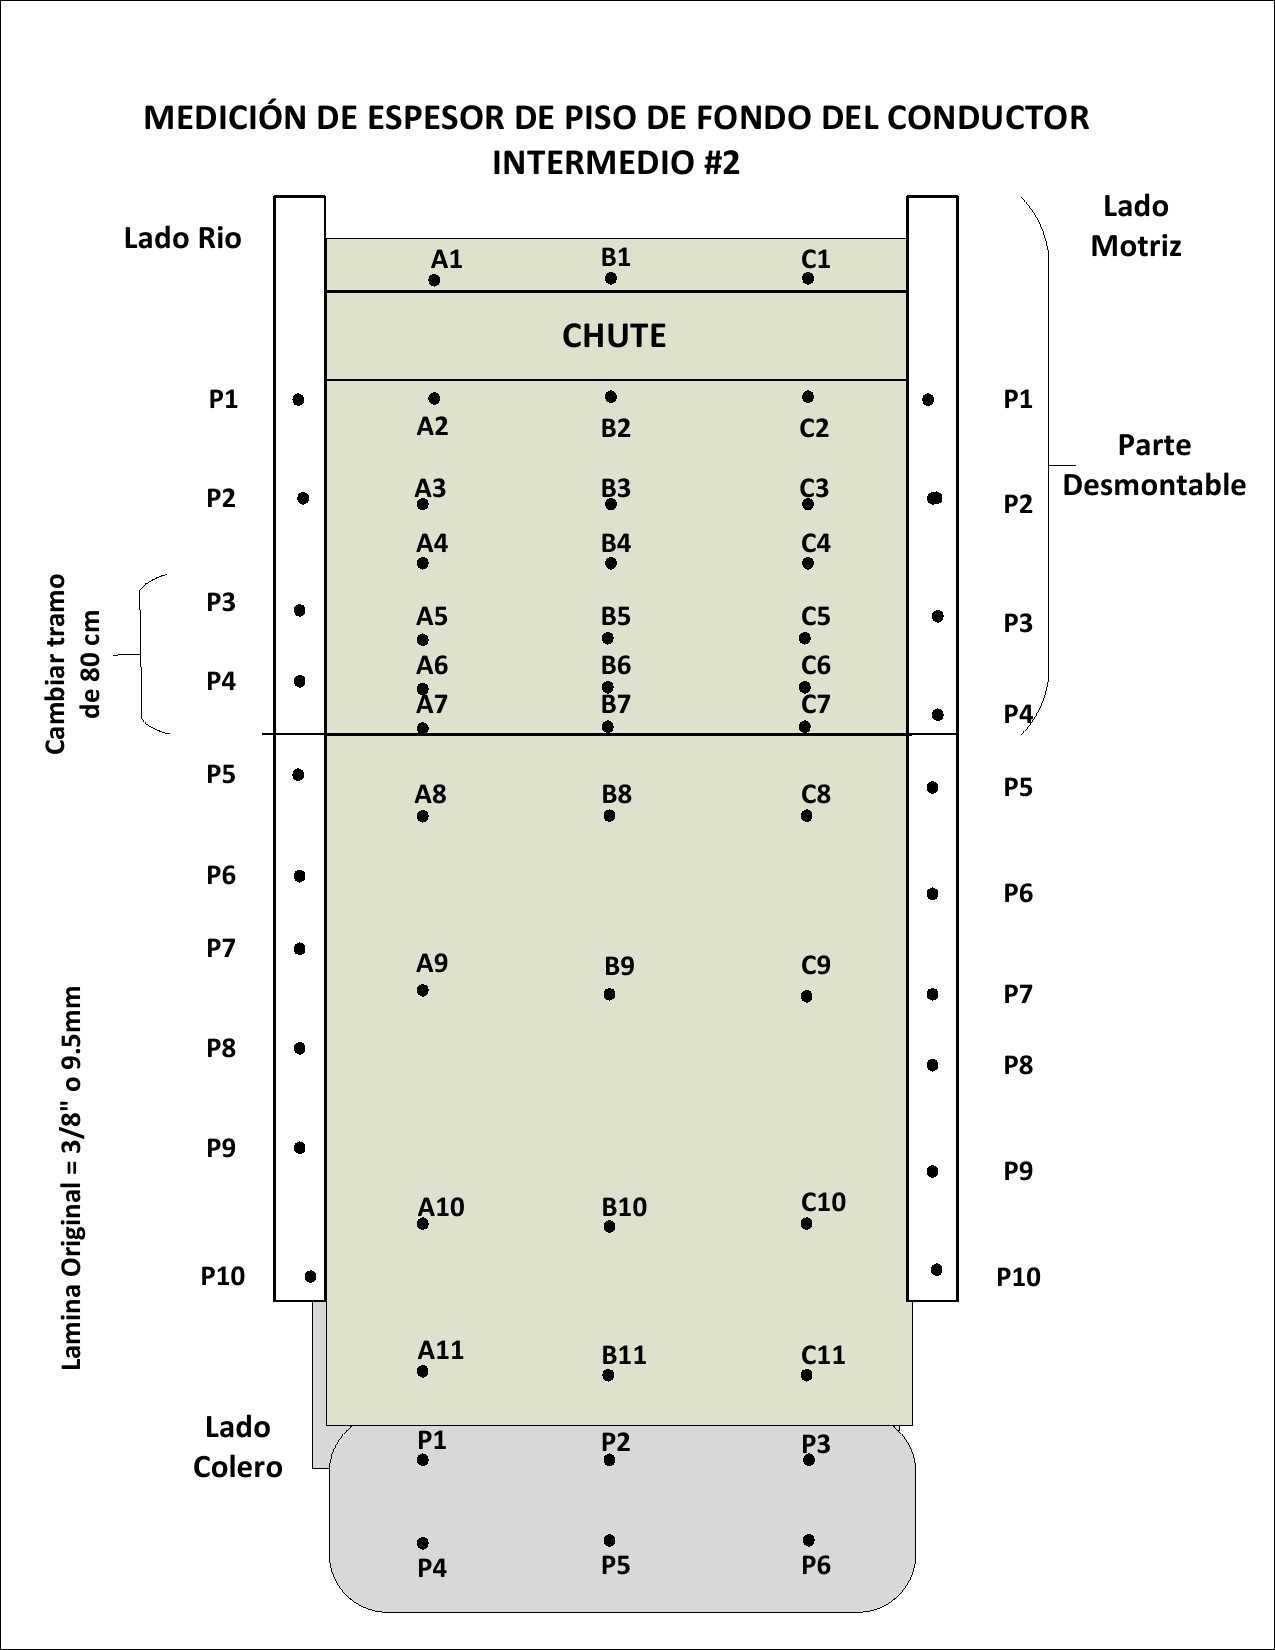 MEDICIÓN DE ESPESOR DE PISO DE FONDO DEL CONDUCTOR
INTERMEDIO #2
Lado Rio
Lado
Motriz
A1 B1 C1
CHUTE
P1 P1
A2 B2 C2
Parte
Desmontable
A3 B3 C3
P2 P2
A4 B4 C4
Cambiar tramo
de 80 cm
P3 A5 B5 C5 P3
P4 A6 B6 C6
A7 B7 C7 P4
P5 P5
A8 B8 C8
P6 P6
P7 A9 B9 C9 P7
Lamina Original = 3/8" o 9.5mm
P8 P8
P9 P9
A10 B10 C10
P10 P10
A11 B11 C11
Lado
Colero
P1 P2 P3
P4 P5 P6